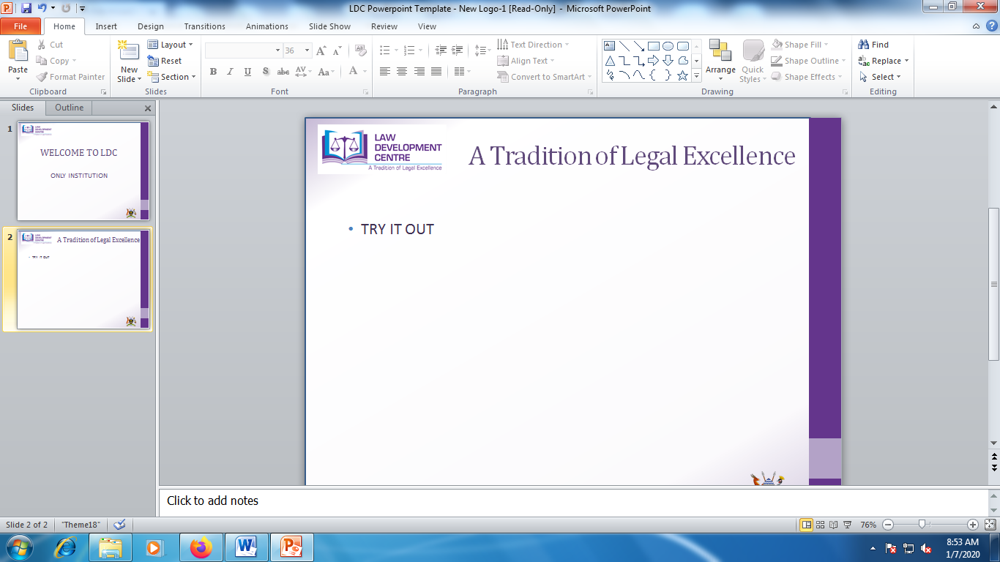 LDC Powerpoint Template - New Logo-1 [Read-Only] - Microsoft PowerPoint
File Home Insert Design Transitions Animations Slide Show Review View
Paste
Cut
Copy
Format Painter
Clipboard
New Slide
Layout
Reset
Section
Slides
36
B I U S abc AV Aa A
Font
Text Direction
Align Text
Convert to SmartArt
Paragraph
Arrange
Quick Styles
Shape Fill
Shape Outline
Shape Effects
Drawing
Find
Replace
Select
Editing
Slides Outline
1
LAW
DEVELOPMENT
CENTRE
WELCOME TO LDC
ONLY INSTITUTION
2
LAW
DEVELOPMENT
CENTRE
A Tradition of Legal Excellence
• TRY IT OUT
LAW
DEVELOPMENT
CENTRE
A Tradition of Legal Excellence
A Tradition of Legal Excellence
• TRY IT OUT
Click to add notes
Slide 2 of 2 "Theme18" 76%
8:53 AM
1/7/2020